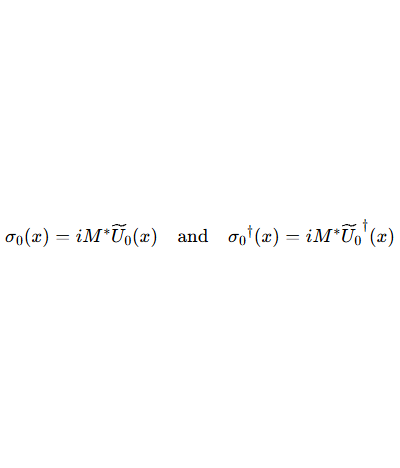 σ₀(x) = iM*Ũ₀(x) and σ₀†(x) = iM*Ũ₀†(x)